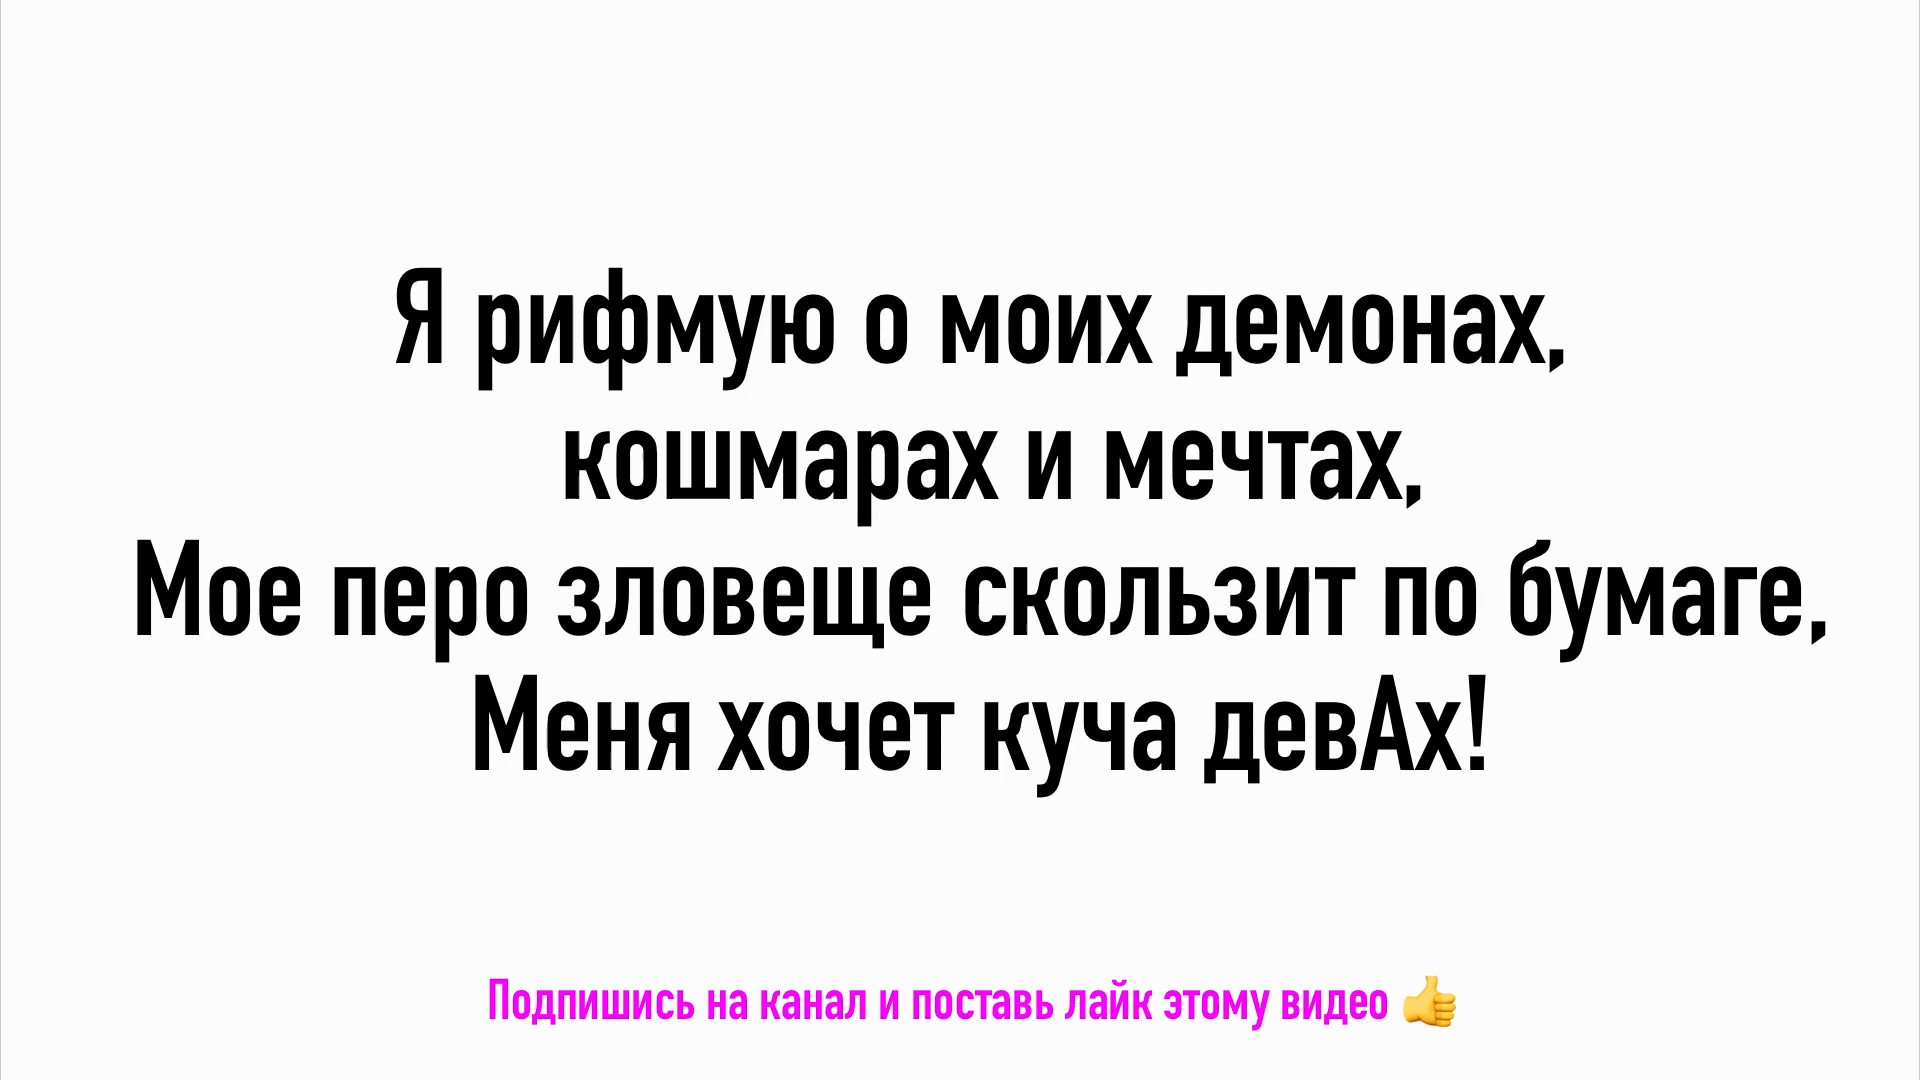 Я рифмую о моих демонах,
кошмарах и мечтах,
Мое перо зловеще скользит по бумаге,
Меня хочет куча девАх!
Подпишись на канал и поставь лайк этому видео 👍